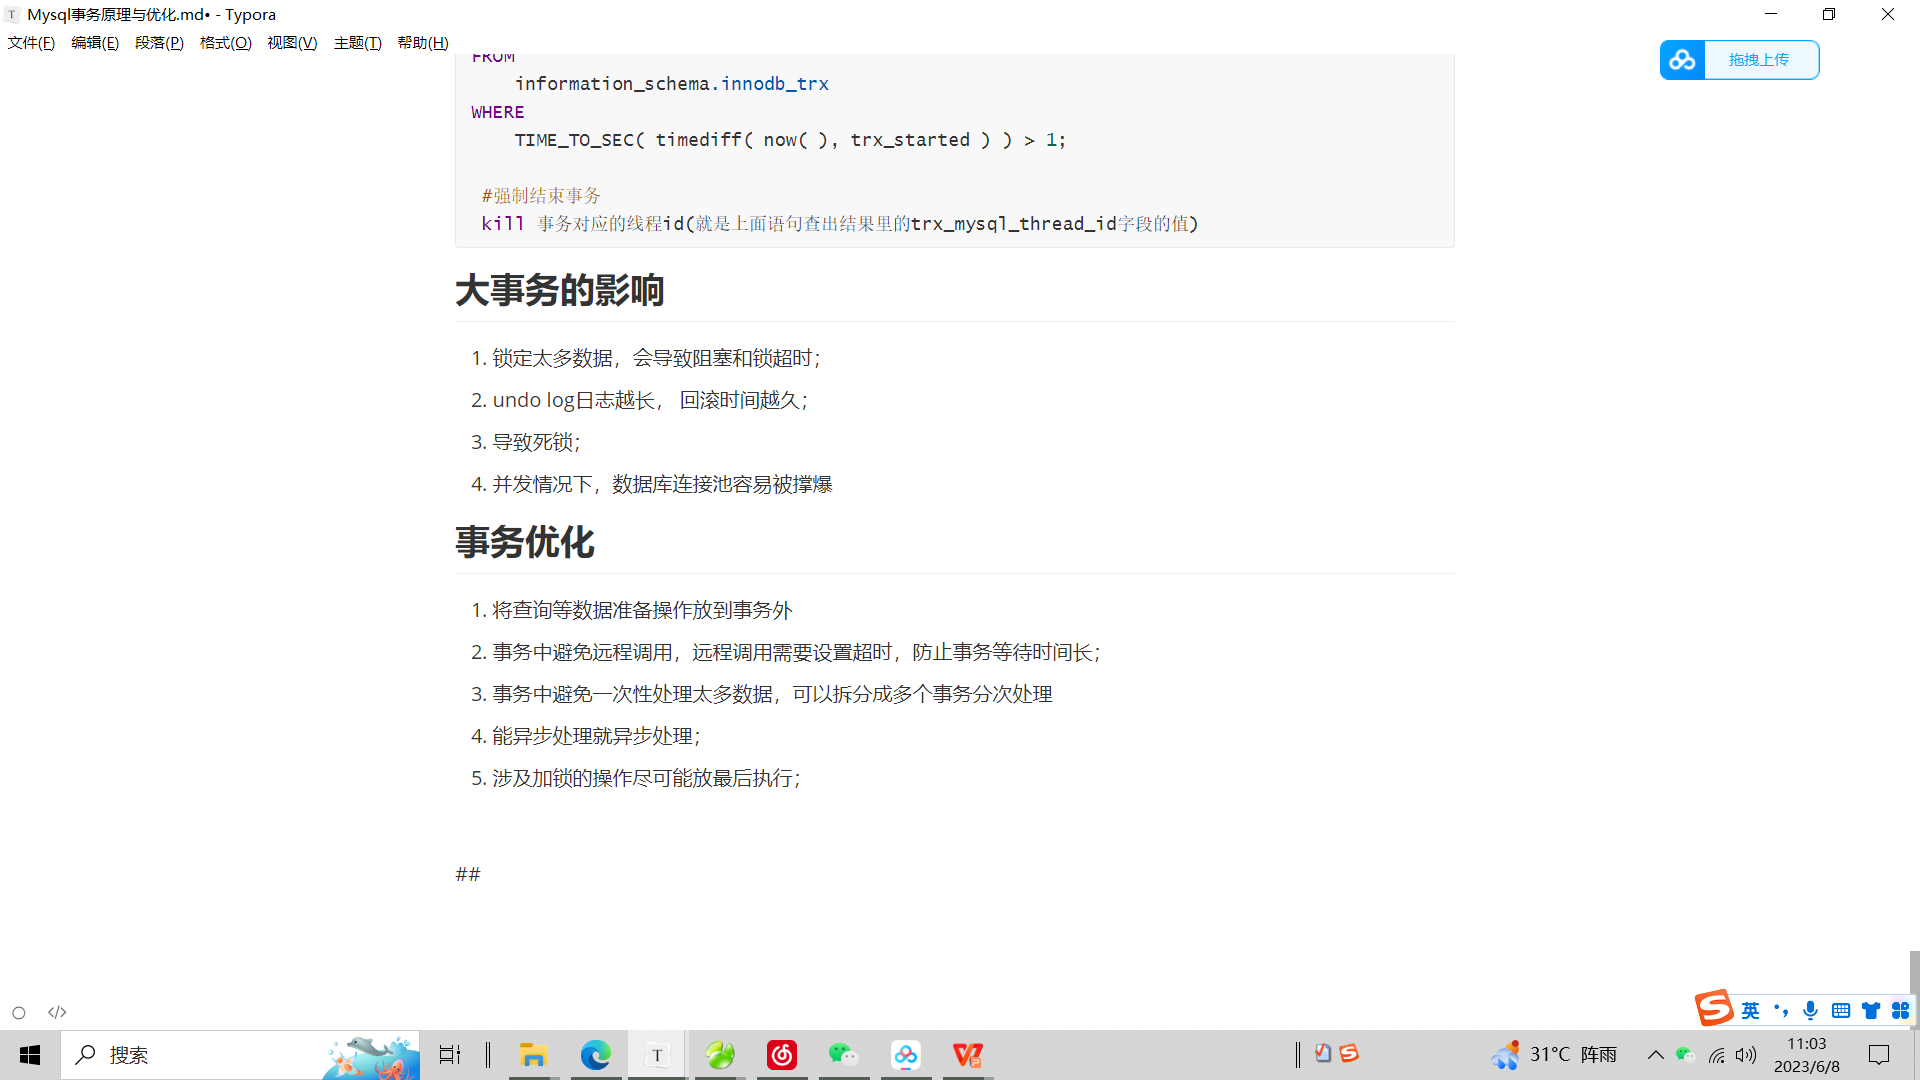 Mysql事务原理与优化.md• - Typora
文件(F) 编辑(E) 段落(P) 格式(O) 视图(V) 主题(T) 帮助(H)
拖拽上传
FROM
information_schema.innodb_trx
WHERE
TIME_TO_SEC( timediff( now( ), trx_started ) ) > 1;
#强制结束事务
kill 事务对应的线程id(就是上面语句查出结果里的trx_mysql_thread_id字段的值)
大事务的影响
1. 锁定太多数据，会导致阻塞和锁超时；
2. undo log日志越长， 回滚时间越久；
3. 导致死锁；
4. 并发情况下，数据库连接池容易被撑爆
事务优化
1. 将查询等数据准备操作放到事务外
2. 事务中避免远程调用，远程调用需要设置超时，防止事务等待时间长；
3. 事务中避免一次性处理太多数据，可以拆分成多个事务分次处理
4. 能异步处理就异步处理；
5. 涉及加锁的操作尽可能放最后执行；
##
</>
英
搜索
31°C 阵雨
11:03
2023/6/8